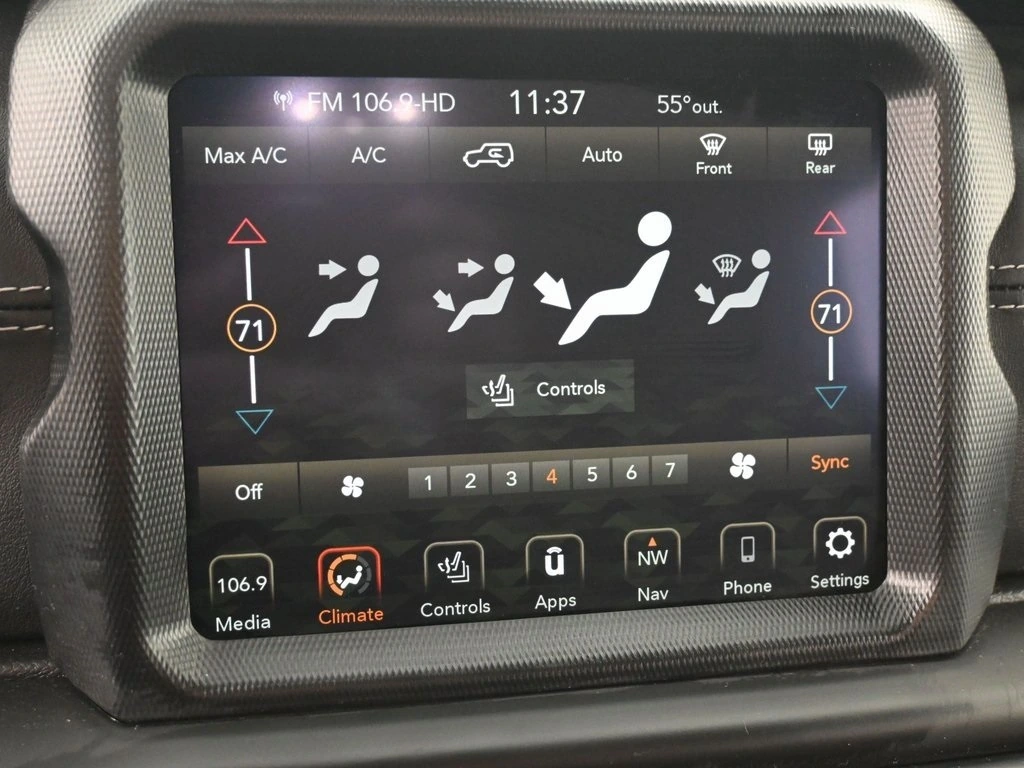 FM 106.9-HD 11:37 55°out.
Max A/C A/C Auto Front Rear
71 71
Controls
Off 1 2 3 4 5 6 7 Sync
106.9 ū NW
Media Climate Controls Apps Nav Phone Settings